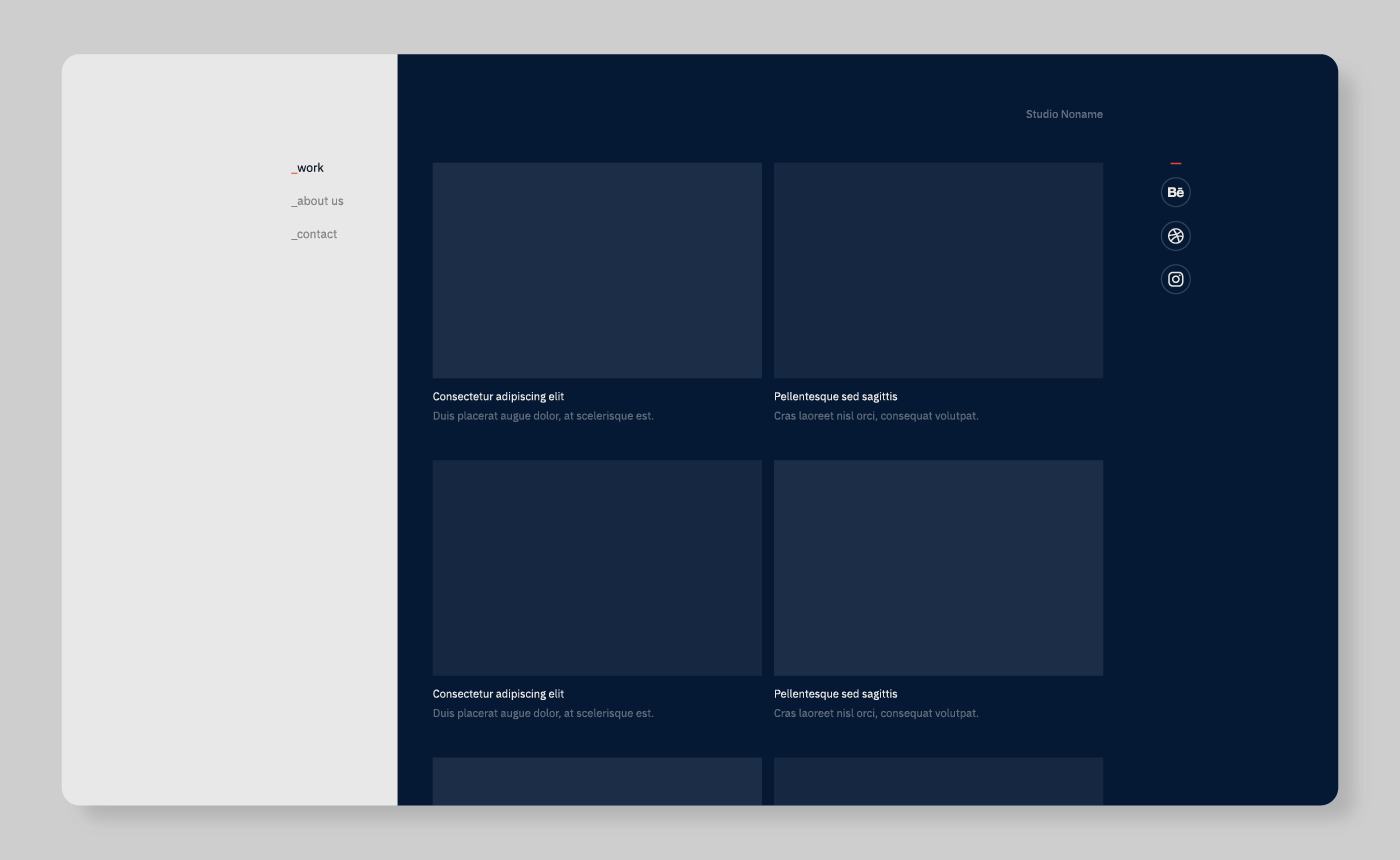 Studio Noname
_work
_about us
_contact
Bē
Consectetur adipiscing elit
Duis placerat augue dolor, at scelerisque est.
Pellentesque sed sagittis
Cras laoreet nisl orci, consequat volutpat.
Consectetur adipiscing elit
Duis placerat augue dolor, at scelerisque est.
Pellentesque sed sagittis
Cras laoreet nisl orci, consequat volutpat.